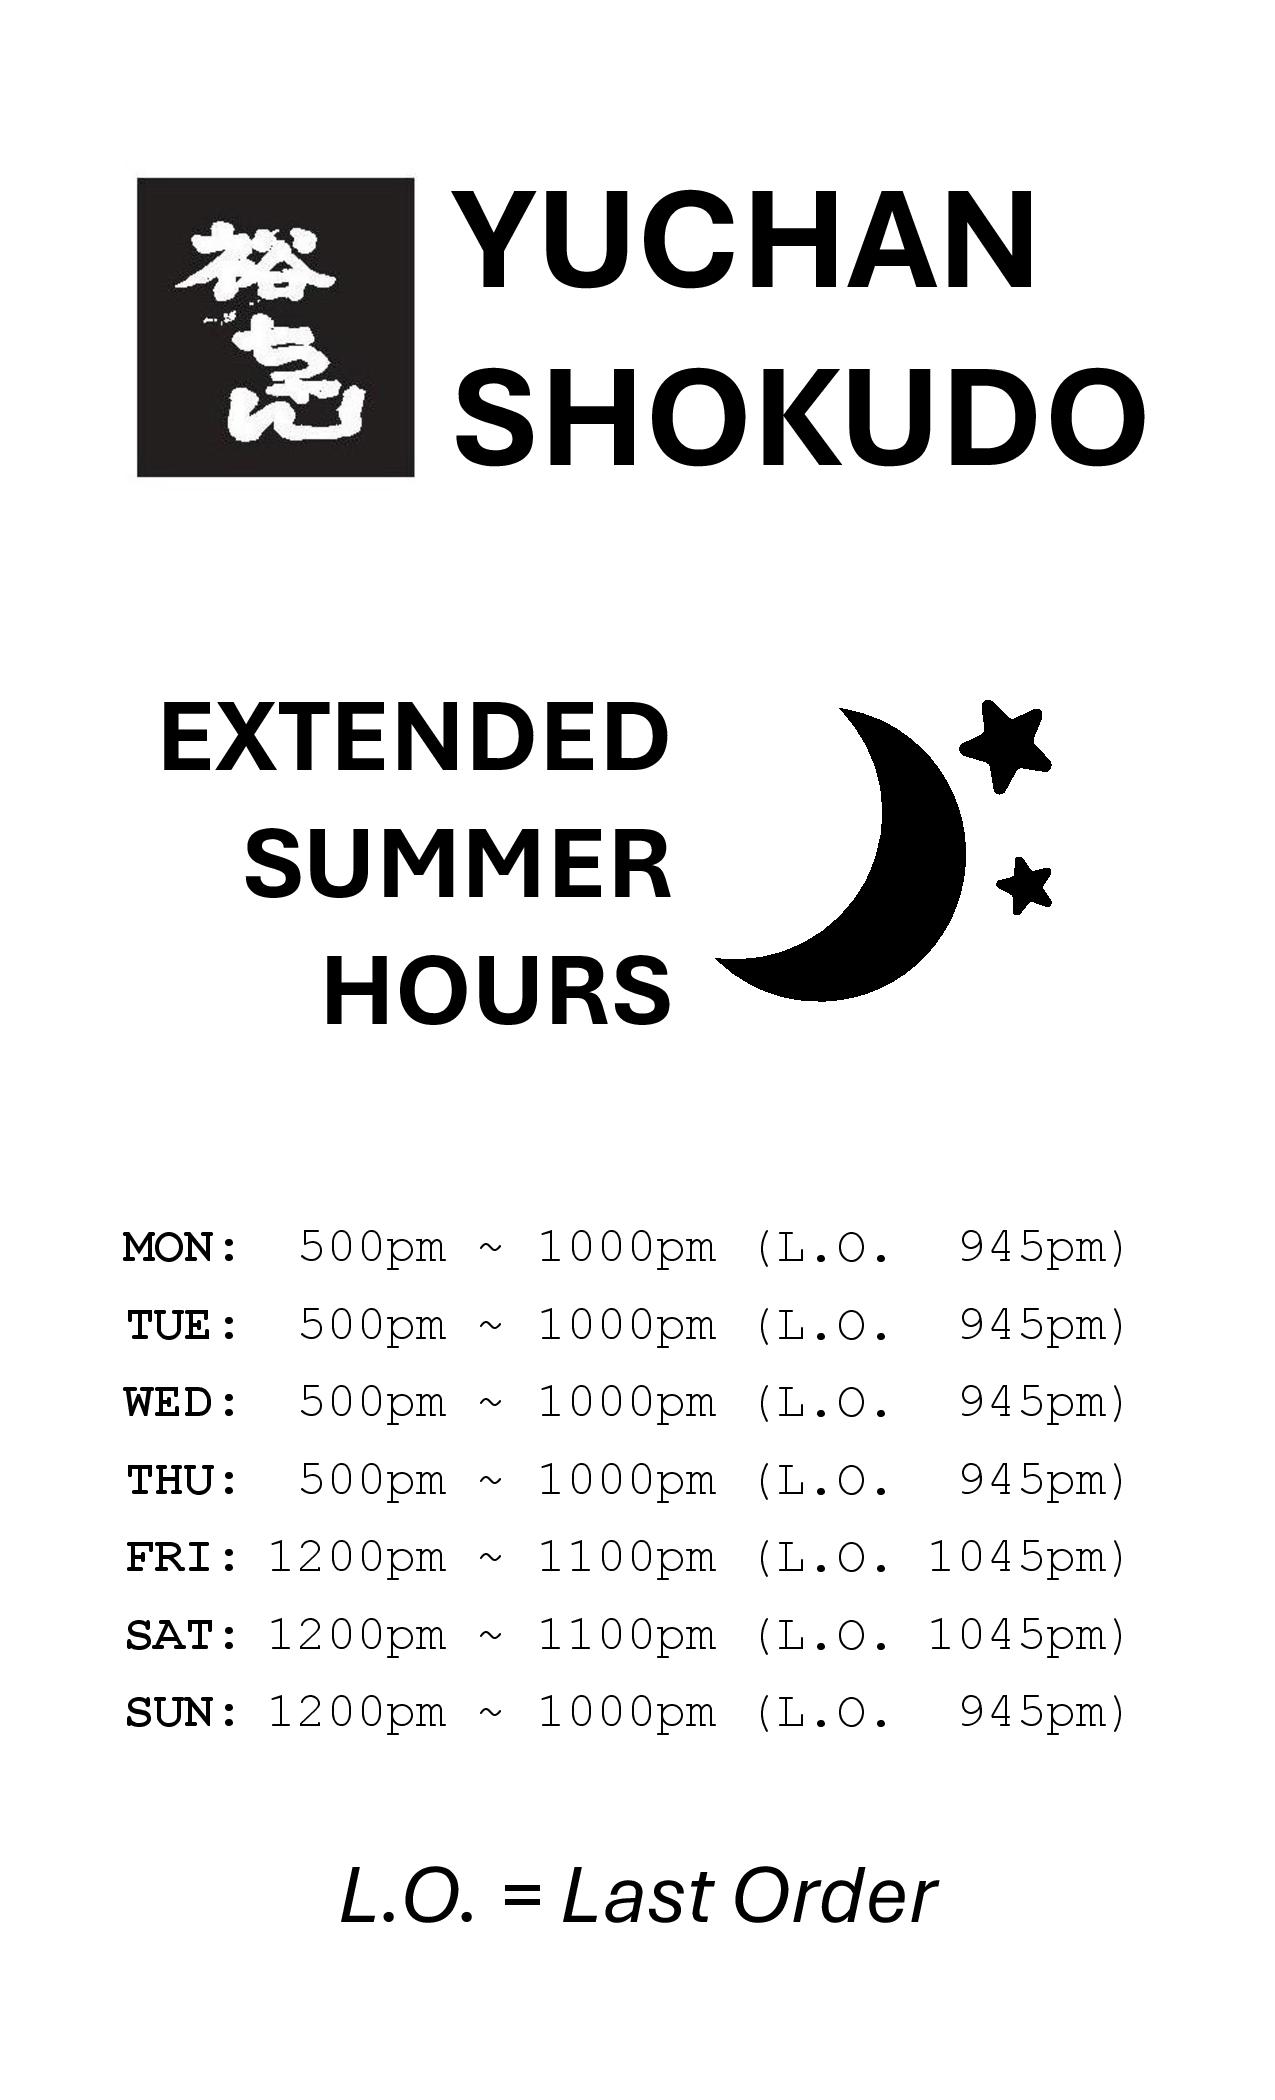 裕
ちゃん
YUCHAN
SHOKUDO
EXTENDED
SUMMER
HOURS
MON: 500pm ~ 1000pm (L.O. 945pm)
TUE: 500pm ~ 1000pm (L.O. 945pm)
WED: 500pm ~ 1000pm (L.O. 945pm)
THU: 500pm ~ 1000pm (L.O. 945pm)
FRI: 1200pm ~ 1100pm (L.O. 1045pm)
SAT: 1200pm ~ 1100pm (L.O. 1045pm)
SUN: 1200pm ~ 1000pm (L.O. 945pm)
L.O. = Last Order